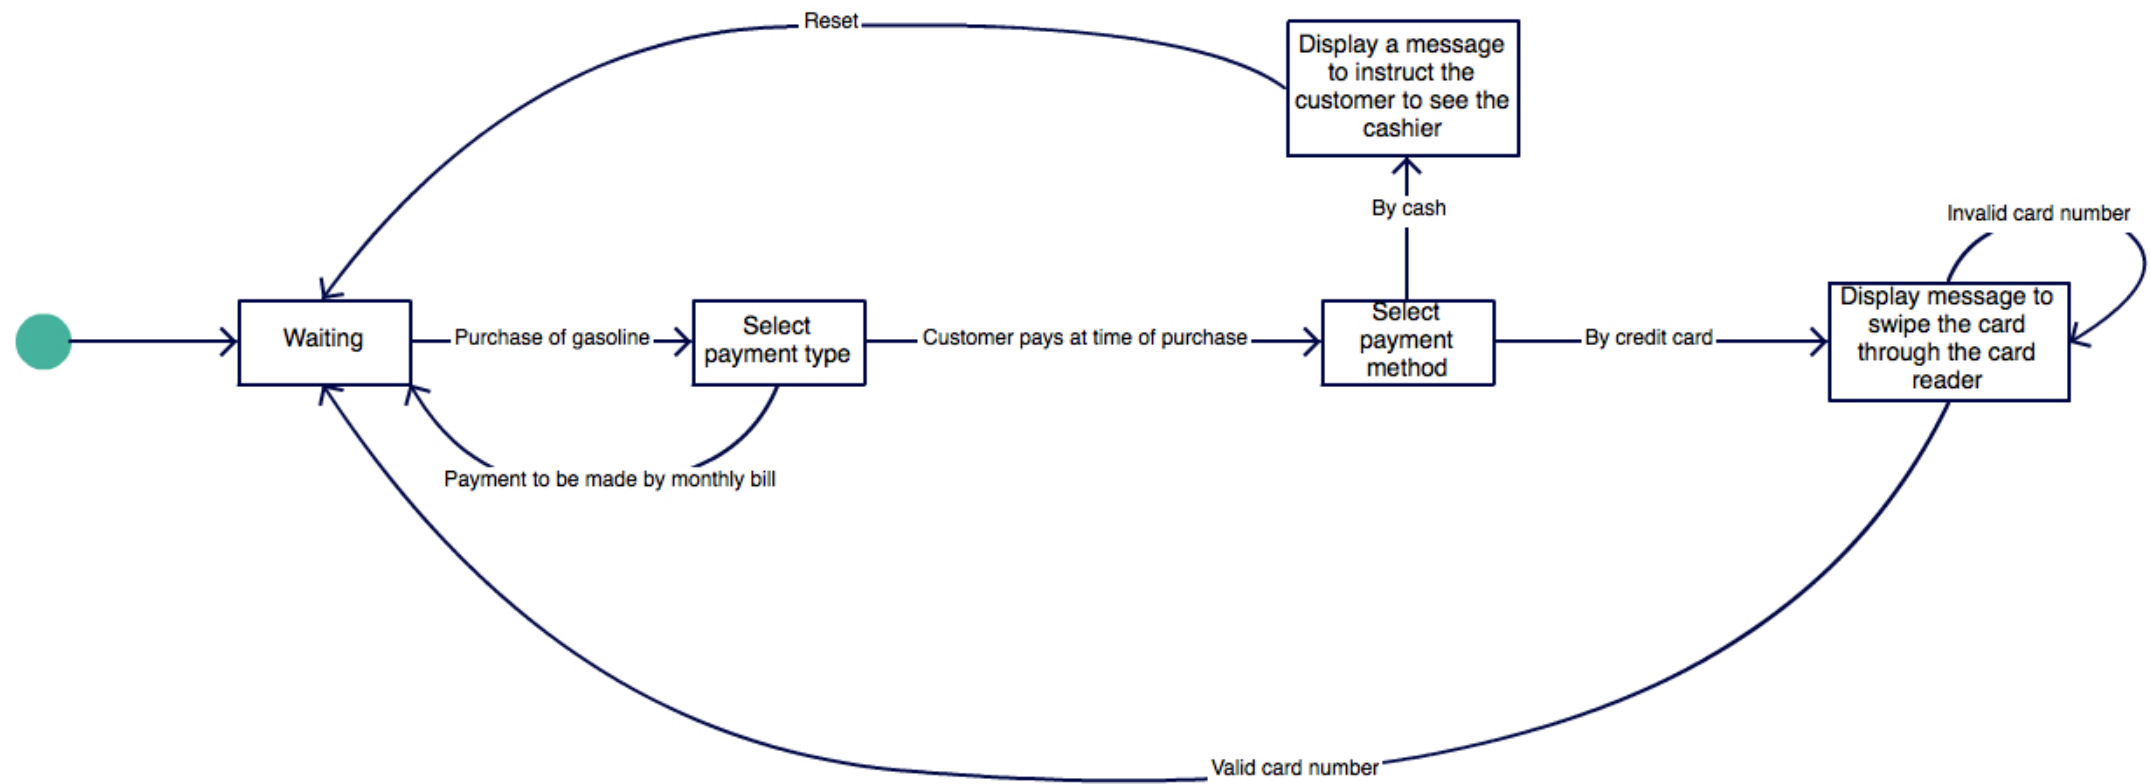 Reset
Display a message
to instruct the
customer to see the
cashier
By cash
Invalid card number
Waiting
Purchase of gasoline
Select
payment type
Customer pays at time of purchase
Select
payment
method
By credit card
Display message to
swipe the card
through the card
reader
Payment to be made by monthly bill
Valid card number